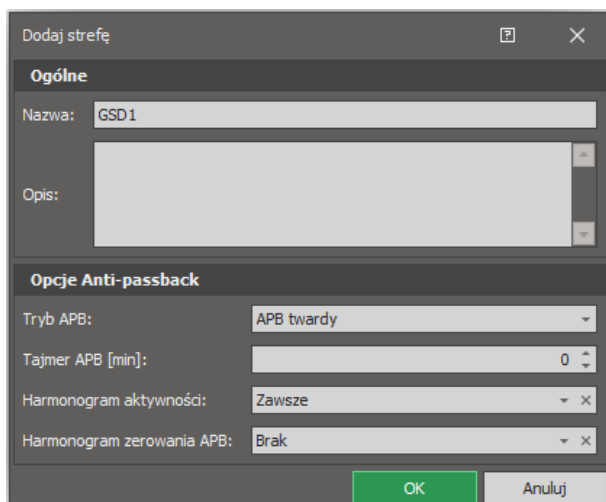 Dodaj strefę
Ogólne
Nazwa: GSD1
Opis:
Opcje Anti-passback
Tryb APB: APB twardy
Tajmer APB [min]: 0
Harmonogram aktywności: Zawsze
Harmonogram zerowania APB: Brak
OK Anuluj